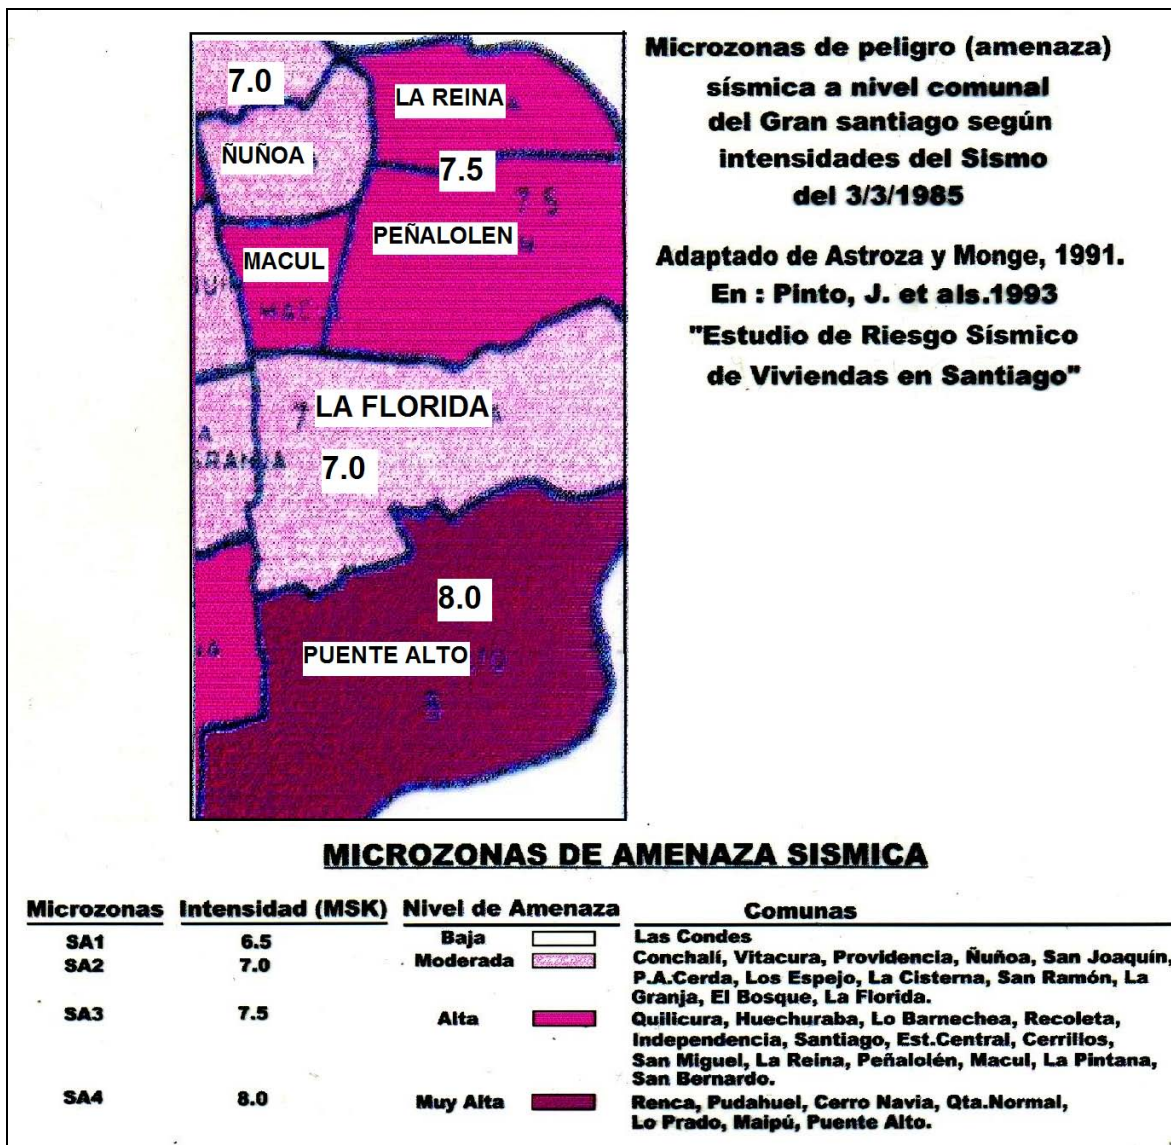 Microzonas de peligro (amenaza)
sísmica a nivel comunal
del Gran santiago según
intensidades del Sismo
del 3/3/1985
Adaptado de Astroza y Monge, 1991.
En : Pinto, J. et als.1993
"Estudio de Riesgo Sísmico
de Viviendas en Santiago"
7.0
LA REINA
ÑUÑOA
7.5
7 5
PEÑALOLEN
MACUL
LA FLORIDA
7.0
8.0
PUENTE ALTO
8
MICROZONAS DE AMENAZA SISMICA
Microzonas Intensidad (MSK) Nivel de Amenaza Comunas
SA1 6.5 Baja Las Condes
SA2 7.0 Moderada Conchalí, Vitacura, Providencia, Ñuñoa, San Joaquín,
P.A.Cerda, Los Espejo, La Cisterna, San Ramón, La
Granja, El Bosque, La Florida.
SA3 7.5 Alta Quilicura, Huechuraba, Lo Barnechea, Recoleta,
Independencia, Santiago, Est.Central, Cerrillos,
San Miguel, La Reina, Peñalolén, Macul, La Pintana,
San Bernardo.
SA4 8.0 Muy Alta Renca, Pudahuel, Cerro Navia, Qta.Normal,
Lo Prado, Maipú, Puente Alto.